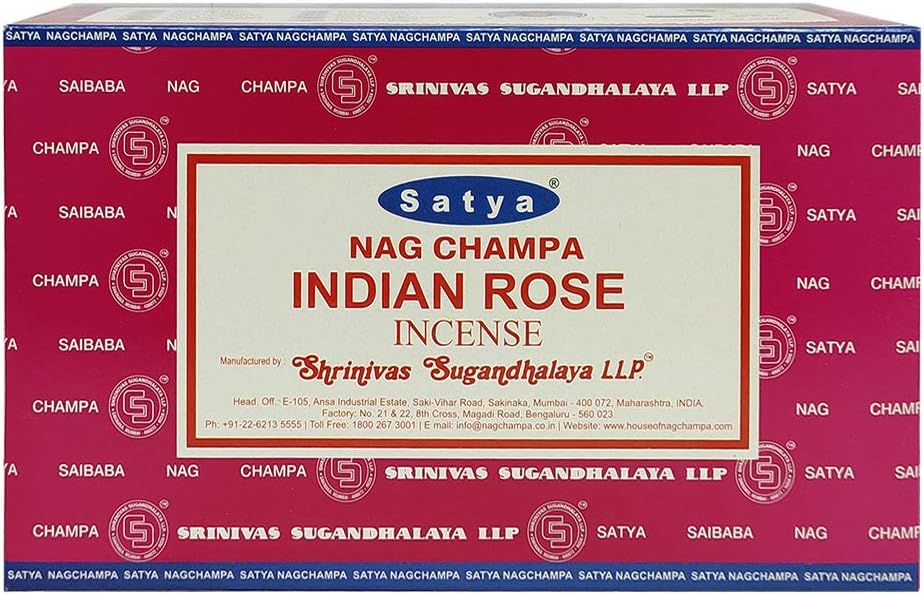 SATYA NAGCHAMPA SATYA NAGCHAMPA SATYA NAGCHAMPA SATYA NAGCHAMPA SATYA NAGCHAMPA SATYA NAGCHAMPA SATYA NAGCHAMPA SATYA NAGCHAMPA
SAIBABA NAG CHAMPA SRINIVAS SUGANDHALAYA LLP SATYA
CHAMPA NAG
SAIBABA SATYA
CHAMPA NAG
SAIBABA SATYA
CHAMPA NAG
Satya®
NAG CHAMPA
INDIAN ROSE
INCENSE
Manufactured by : Shrinivas Sugandhalaya LLP.™
Head. Off.: E-105, Ansa Industrial Estate, Saki-Vihar Road, Sakinaka, Mumbai - 400 072, Maharashtra, INDIA.
Factory: No. 21 & 22, 8th Cross, Magadi Road, Bengaluru - 560 023.
Ph: +91-22-6213 5555 | Toll Free: 1800 267 3001 | E mail: info@nagchampa.co.in | Website: www.houseofnagchampa.com
SAIBABA NAG CHAMPA SRINIVAS SUGANDHALAYA LLP SATYA
CHAMPA SRINIVAS SUGANDHALAYA LLP SATYA SAIBABA NAG
SATYA NAGCHAMPA SATYA NAGCHAMPA SATYA NAGCHAMPA SATYA NAGCHAMPA SATYA NAGCHAMPA SATYA NAGCHAMPA SATYA NAGCHAMPA SATYA NAGCHAMPA